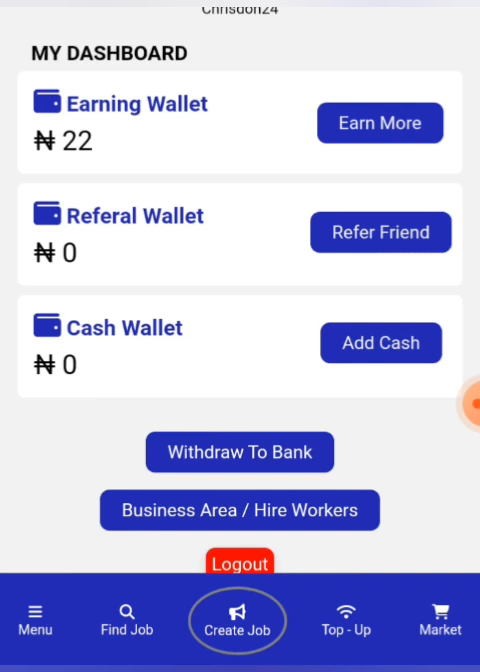 Chrisdon24
MY DASHBOARD
Earning Wallet
₦ 22
Earn More
Referal Wallet
₦ 0
Refer Friend
Cash Wallet
₦ 0
Add Cash
Withdraw To Bank
Business Area / Hire Workers
Logout
Menu
Find Job
Create Job
Top - Up
Market